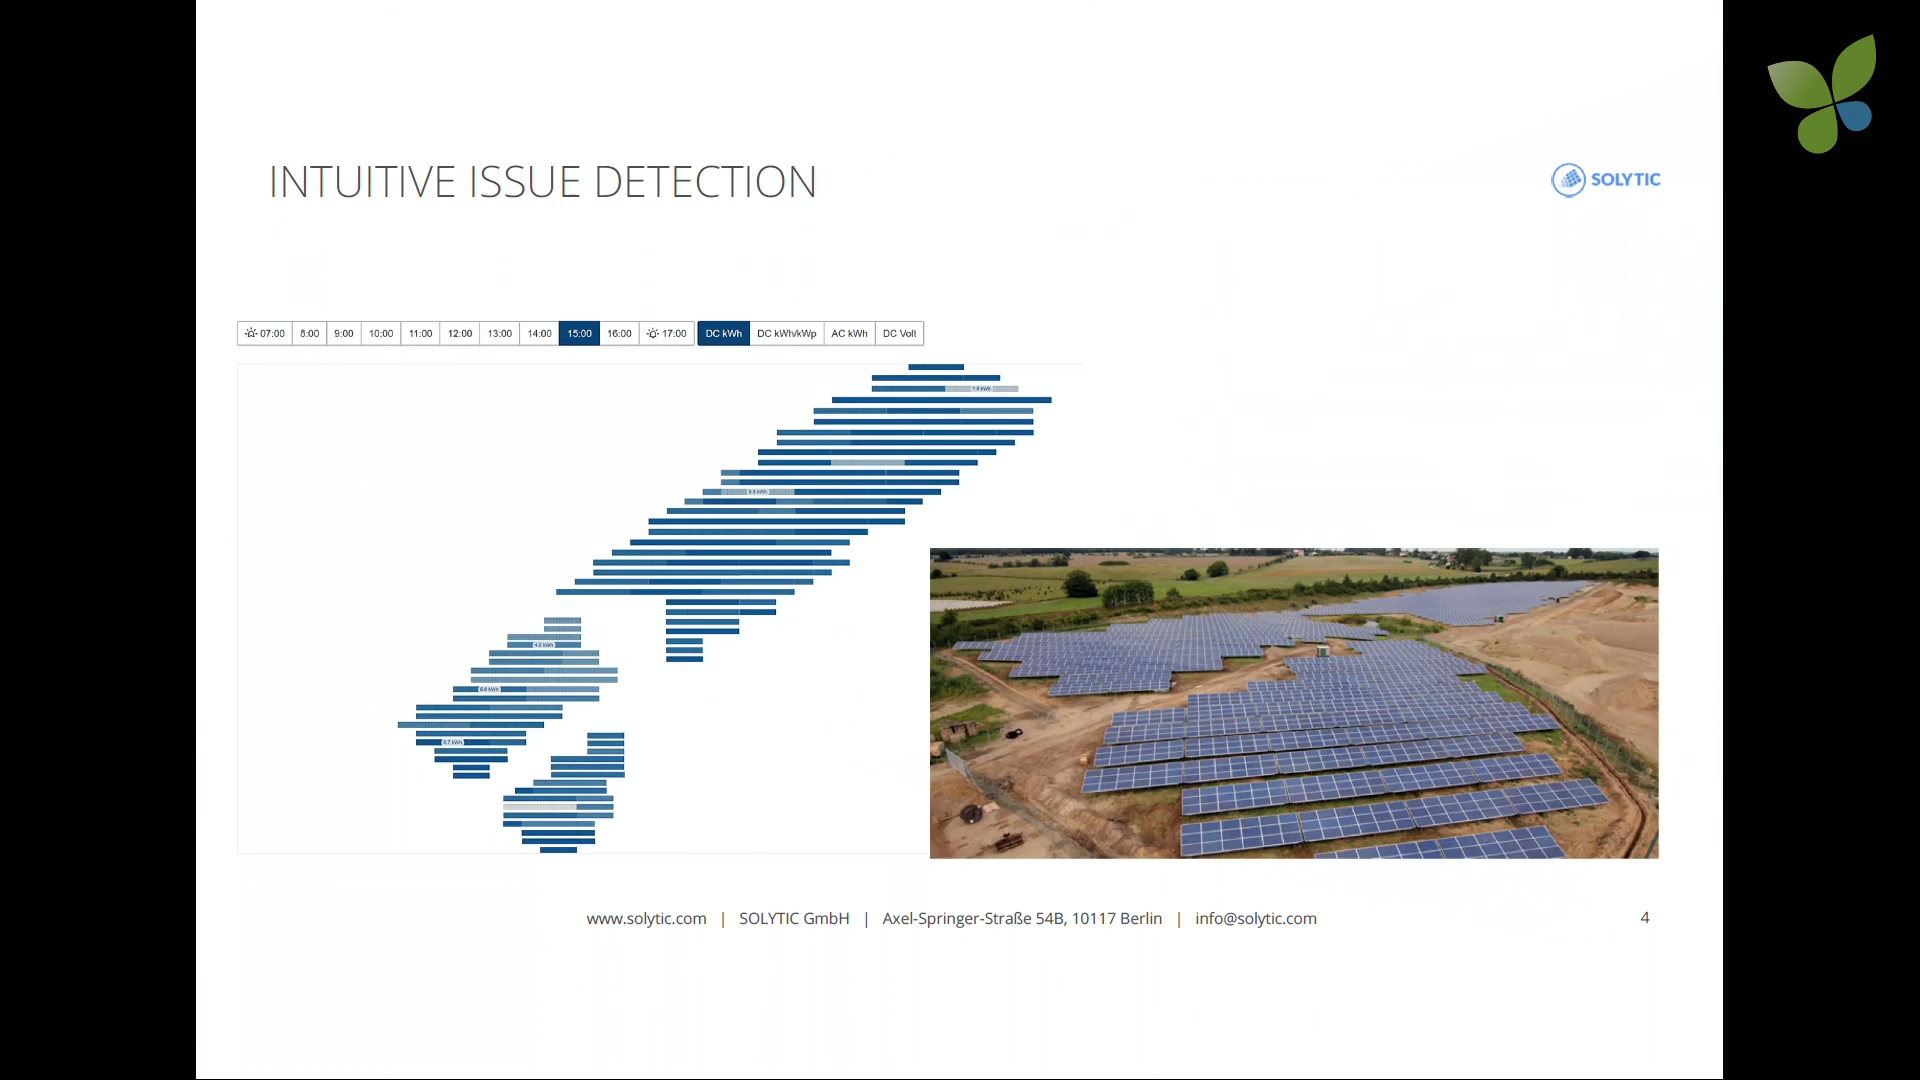 INTUITIVE ISSUE DETECTION
SOLYTIC
07:00 8:00 9:00 10:00 11:00 12:00 13:00 14:00 15:00 16:00 17:00 DC kWh DC kWh/kWp AC kWh DC Volt
www.solytic.com | SOLYTIC GmbH | Axel-Springer-Straße 54B, 10117 Berlin | info@solytic.com
4